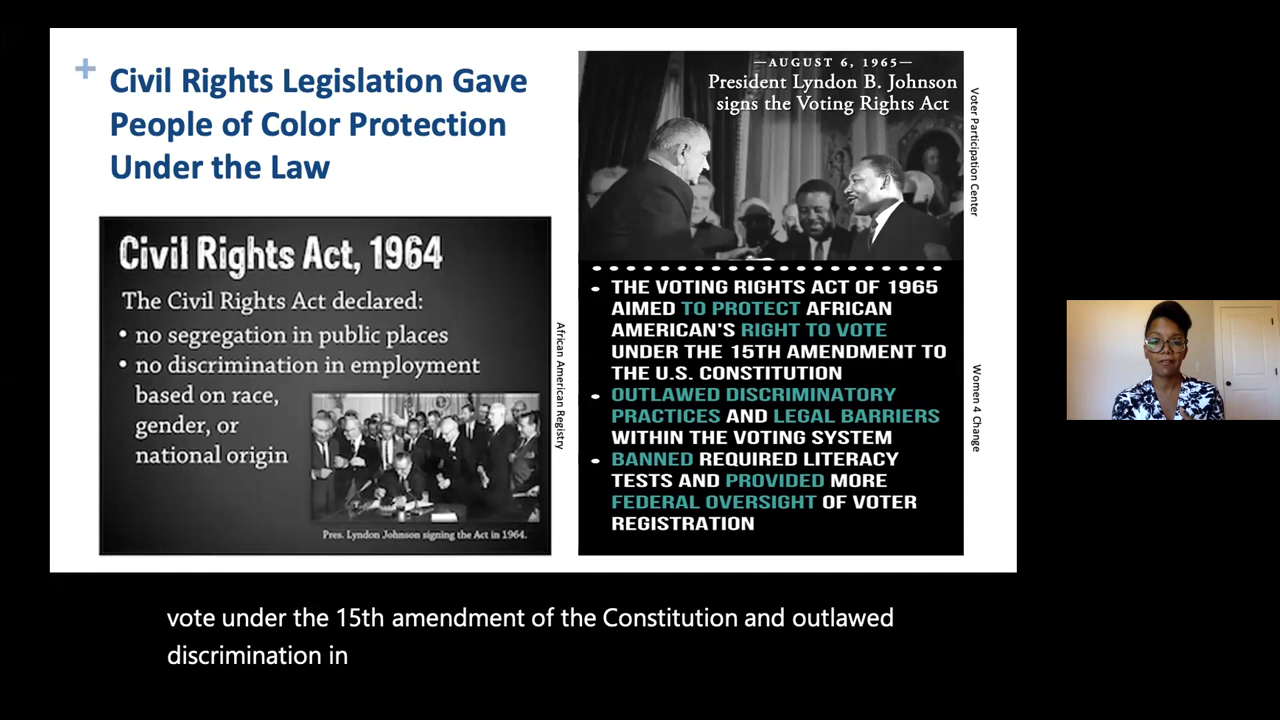 +
Civil Rights Legislation Gave
People of Color Protection
Under the Law
Civil Rights Act, 1964
The Civil Rights Act declared:
• no segregation in public places
• no discrimination in employment
based on race,
gender, or
national origin
Pres. Lyndon Johnson signing the Act in 1964.
African American Registry
—AUGUST 6, 1965—
President Lyndon B. Johnson
signs the Voting Rights Act
Voter Participation Center
• THE VOTING RIGHTS ACT OF 1965
AIMED TO PROTECT AFRICAN
AMERICAN'S RIGHT TO VOTE
UNDER THE 15TH AMENDMENT TO
THE U.S. CONSTITUTION
• OUTLAWED DISCRIMINATORY
PRACTICES AND LEGAL BARRIERS
WITHIN THE VOTING SYSTEM
• BANNED REQUIRED LITERACY
TESTS AND PROVIDED MORE
FEDERAL OVERSIGHT OF VOTER
REGISTRATION
Women 4 Change
vote under the 15th amendment of the Constitution and outlawed
discrimination in